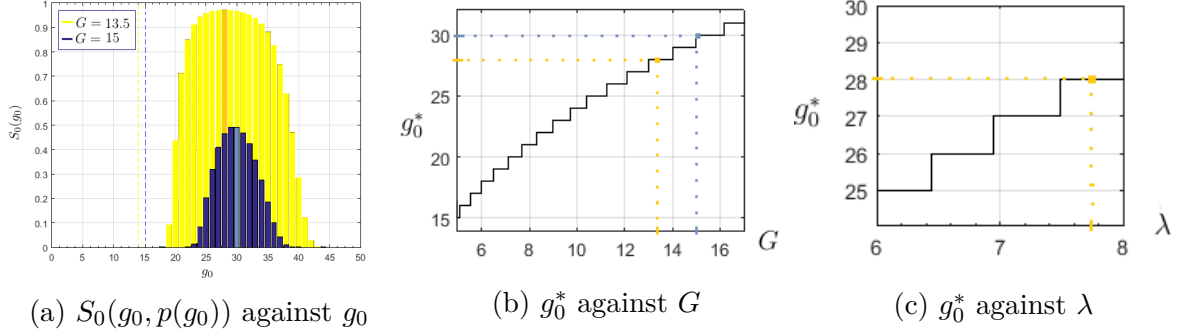 G = 13.5
G = 15
S₀(g₀)
1
0.9
0.8
0.7
0.6
0.5
0.4
0.3
0.2
0.1
0
0 5 10 15 20 25 30 35 40 45 50
g₀
(a) S₀(g₀, p(g₀)) against g₀
g₀*
30
25
20
15
6 8 10 12 14 16
G
(b) g₀* against G
g₀*
30
29
28
27
26
25
6 7 8
λ
(c) g₀* against λ